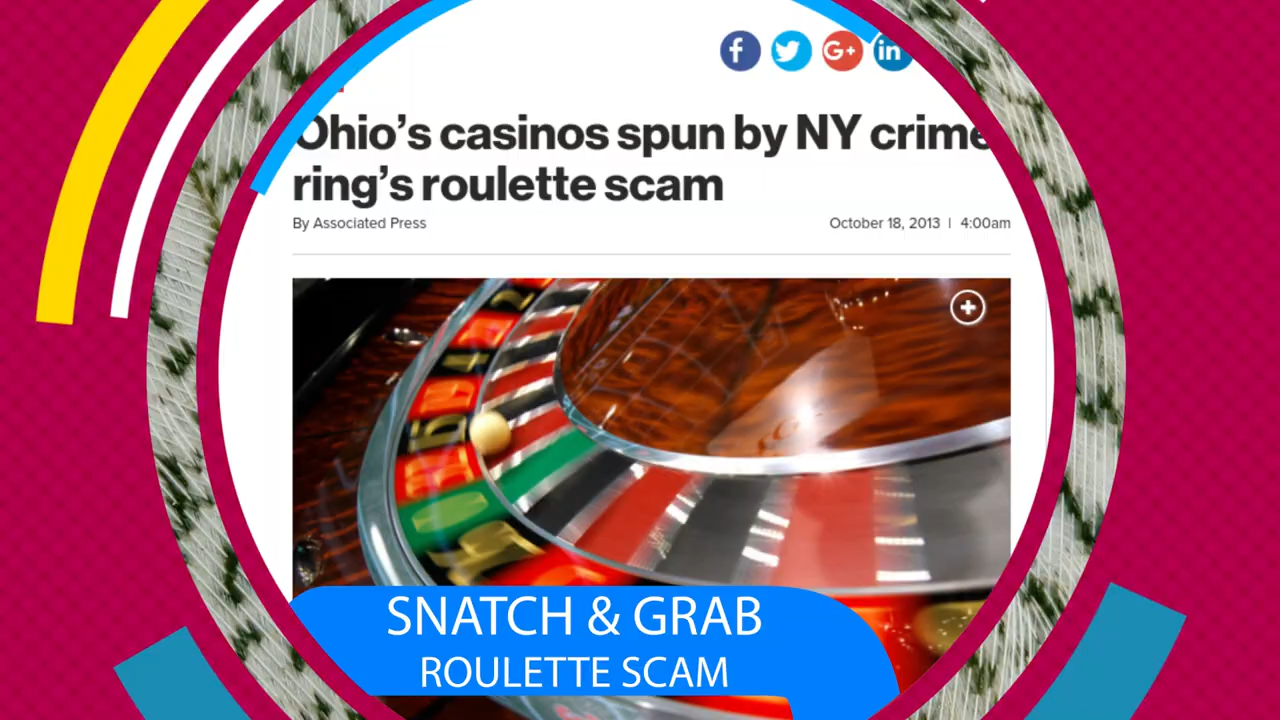 f G+ in
Ohio's casinos spun by NY crime
ring's roulette scam
By Associated Press
October 18, 2013 | 4:00am
SNATCH & GRAB
ROULETTE SCAM